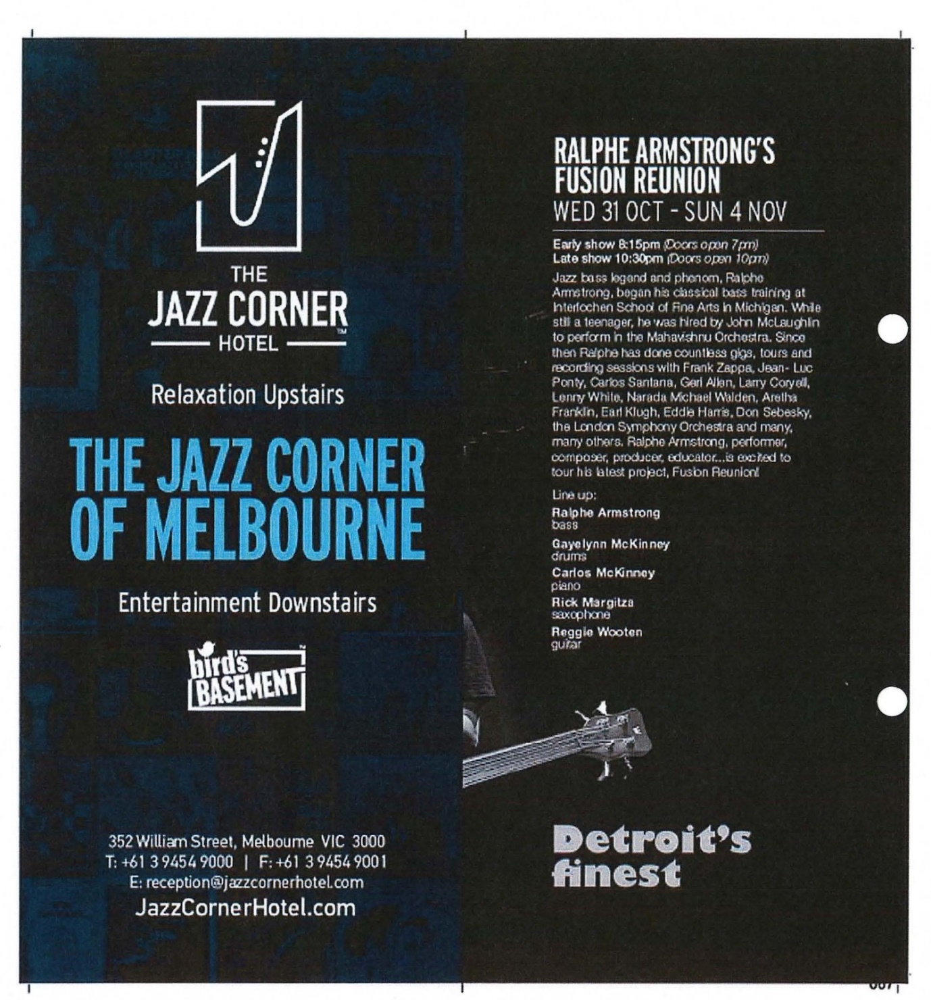 THE
JAZZ CORNER
TM
HOTEL
Relaxation Upstairs
THE JAZZ CORNER
OF MELBOURNE
Entertainment Downstairs
bird's
BASEMENT
352 William Street, Melbourne VIC 3000
T: +61 3 9454 9000 | F: +61 3 9454 9001
E: reception@jazzcornerhotel.com
JazzCornerHotel.com
RALPHE ARMSTRONG'S
FUSION REUNION
WED 31 OCT - SUN 4 NOV
Early show 8:15pm (Doors open 7pm)
Late show 10:30pm (Doors open 10pm)
Jazz bass legend and phenom, Ralphe
Armstrong, began his classical bass training at
Interlochen School of Fine Arts in Michigan. While
still a teenager, he was hired by John McLaughlin
to perform in the Mahavishnu Orchestra. Since
then Ralphe has done countless gigs, tours and
recording sessions with Frank Zappa, Jean- Luc
Ponty, Carlos Santana, Geri Allen, Larry Coryell,
Lenny White, Narada Michael Walden, Aretha
Franklin, Earl Klugh, Eddie Harris, Don Sebesky,
the London Symphony Orchestra and many,
many others. Ralphe Armstrong, performer,
composer, producer, educator...is excited to
tour his latest project, Fusion Reunion!
Line up:
Ralphe Armstrong
bass
Gayelynn McKinney
drums
Carlos McKinney
piano
Rick Margitza
saxophone
Reggie Wooten
guitar
Detroit's
finest